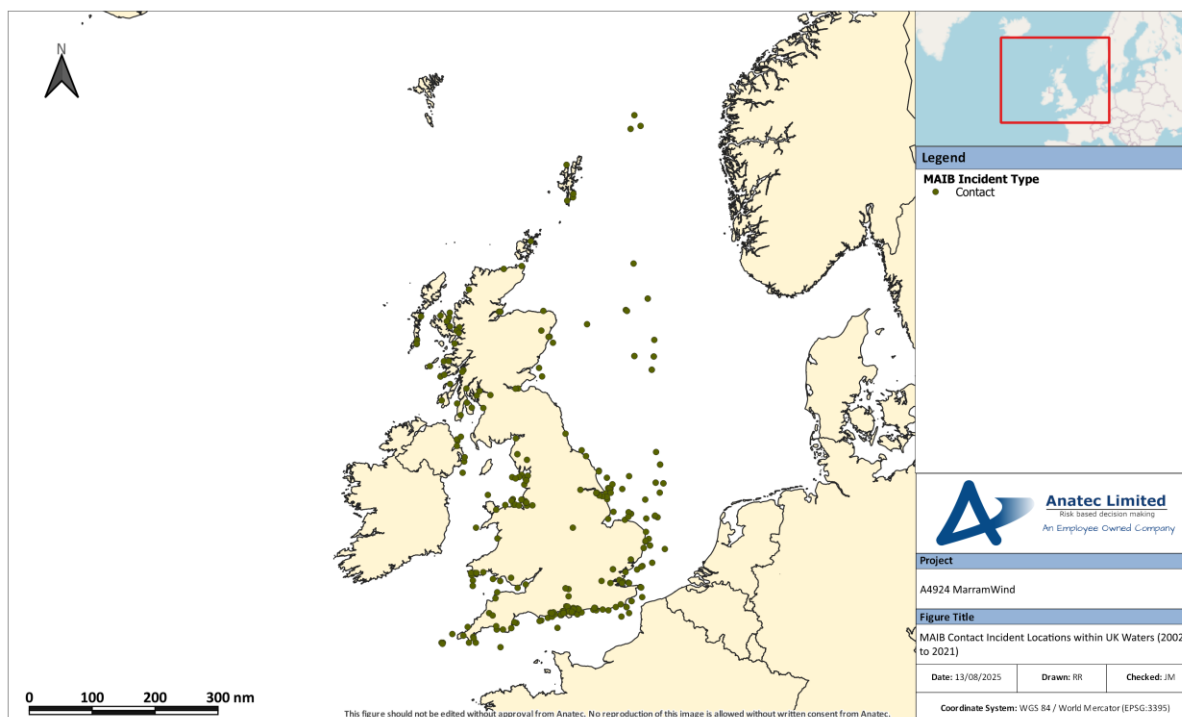 N
0 100 200 300 nm
This figure should not be edited without approval from Anatec. No reproduction of this image is allowed without written consent from Anatec.
Legend
MAIB Incident Type
Contact
Anatec Limited
Risk based decision making
An Employee Owned Company
Project
A4924 MarramWind
Figure Title
MAIB Contact Incident Locations within UK Waters (2002
to 2021)
Date: 13/08/2025 Drawn: RR Checked: JM
Coordinate System: WGS 84 / World Mercator (EPSG:3395)